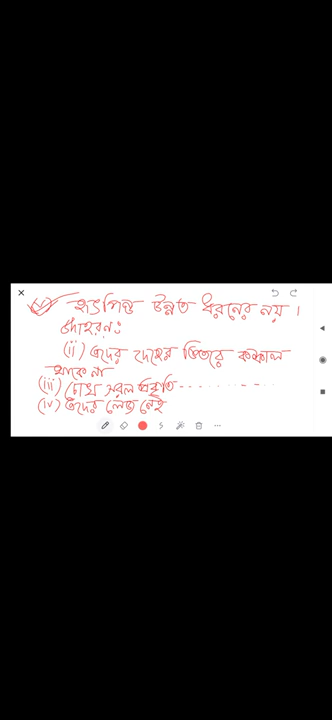 (v) হৃৎপিন্ড উন্নত ধরনের নয়।
উদাহরন:
(ii) এদের দেহের ভিতরে কঙ্কাল
থাকে না
(iii) চোখ সরল প্রকৃতি- - - - - - - -
(iv) এদের লেজ নেই